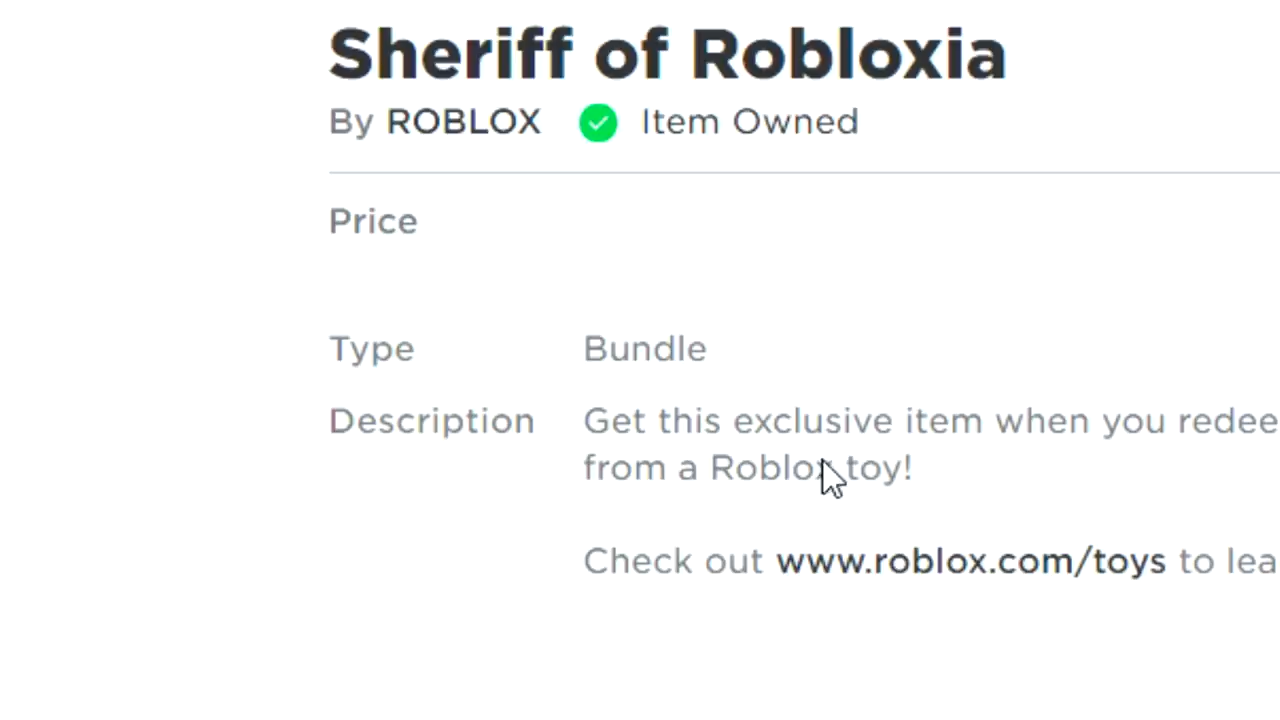 Sheriff of Robloxia
By ROBLOX Item Owned
Price
Type Bundle
Description Get this exclusive item when you redee
from a Roblox toy!
Check out www.roblox.com/toys to lea